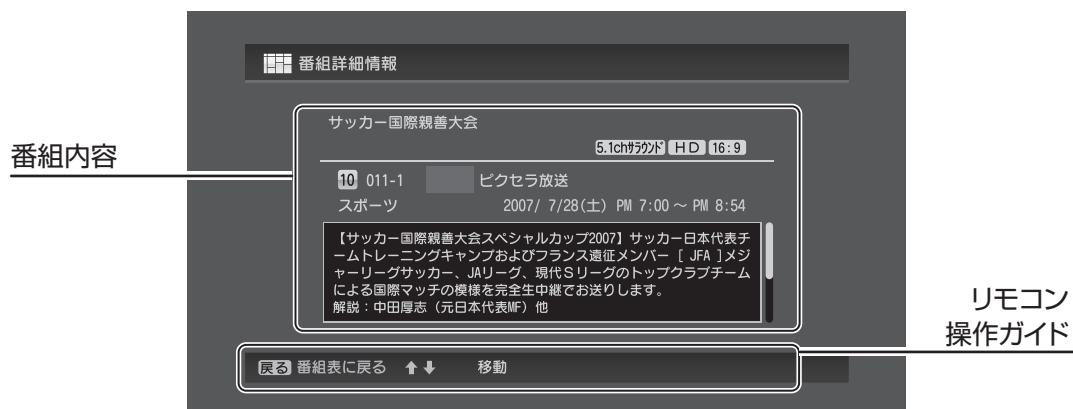 番組詳細情報
サッカー国際親善大会
5.1chサラウンド HD 16:9
番組内容
10 011-1 ピクセラ放送
スポーツ 2007/ 7/28(土) PM 7:00 ～ PM 8:54
【サッカー国際親善大会スペシャルカップ2007】サッカー日本代表チ
ームトレーニングキャンプおよびフランス遠征メンバー [ JFA ]メジ
ャーリーグサッカー、JAリーグ、現代Ｓリーグのトップクラブチーム
による国際マッチの模様を完全生中継でお送りします。
解説：中田厚志（元日本代表MF）他
リモコン
操作ガイド
戻る 番組表に戻る ↑↓ 移動